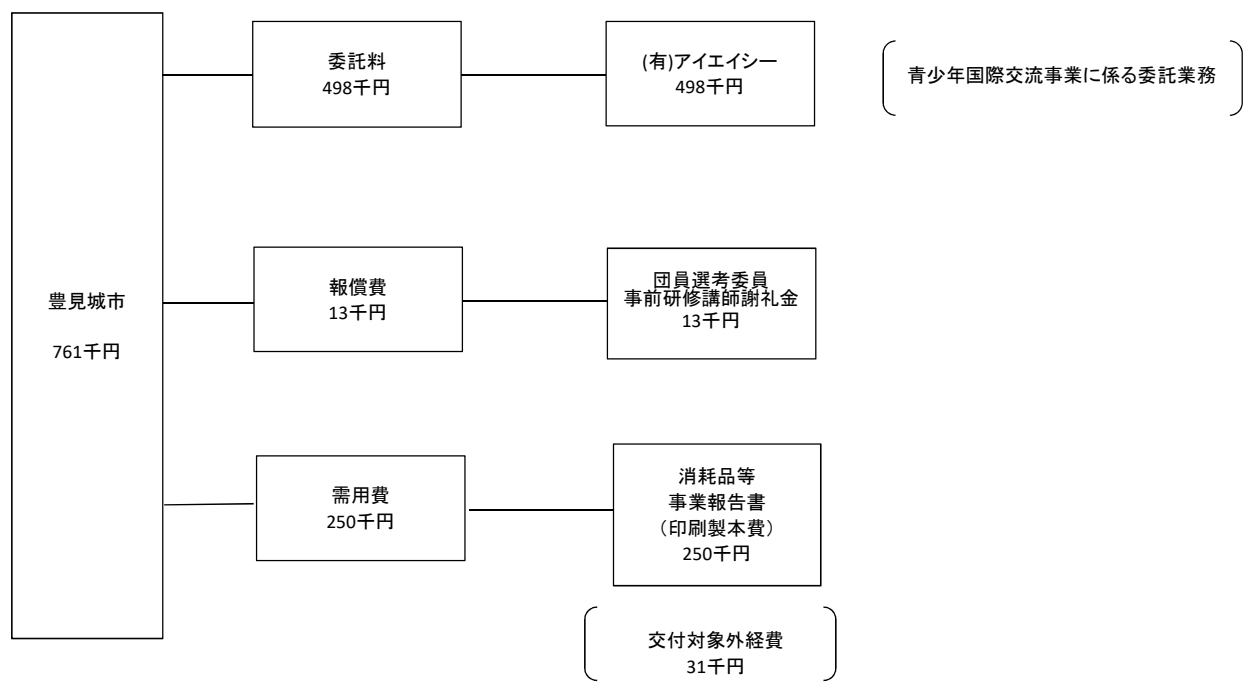 委託料
498千円
(有)アイエイシー
498千円
青少年国際交流事業に係る委託業務
豊見城市
761千円
報償費
13千円
団員選考委員
事前研修講師謝礼金
13千円
需用費
250千円
消耗品等
事業報告書
（印刷製本費）
250千円
交付対象外経費
31千円